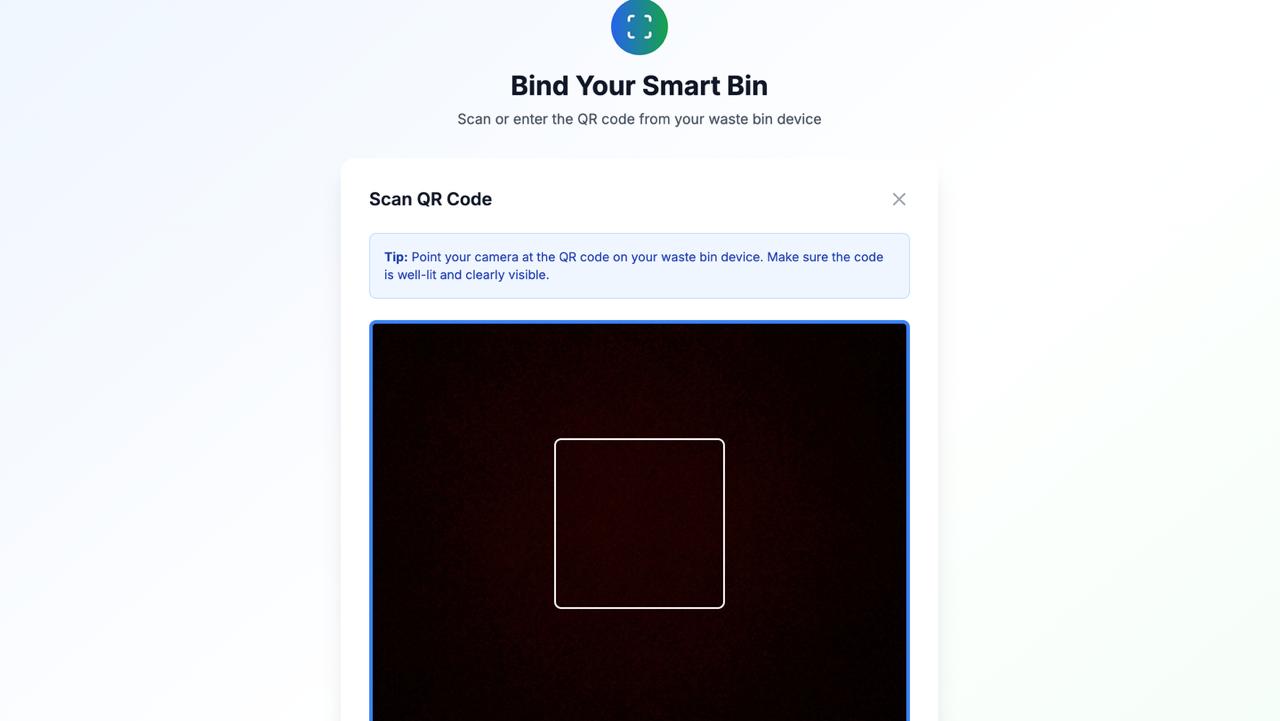 Bind Your Smart Bin
Scan or enter the QR code from your waste bin device
Scan QR Code
Tip: Point your camera at the QR code on your waste bin device. Make sure the code
is well-lit and clearly visible.